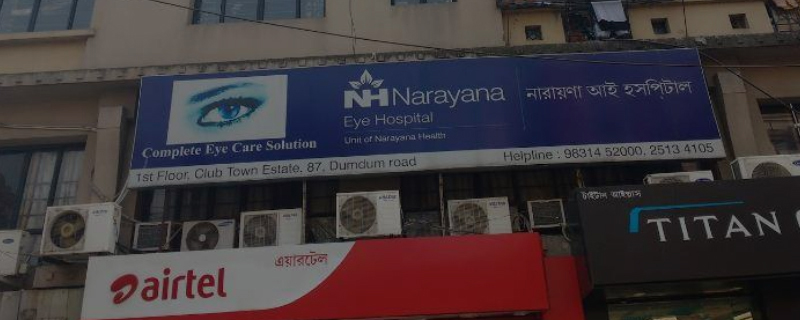 NH Narayana
Eye Hospital
Unit of Narayana Health
নারায়ণা আই হসপিটাল
Complete Eye Care Solution
1st Floor, Club Town Estate. 87, Dumdum road
Helpline : 98314 52000, 2513 4105
airtel
এয়ারটেল
টাইটান আইপ্লাস
TITAN